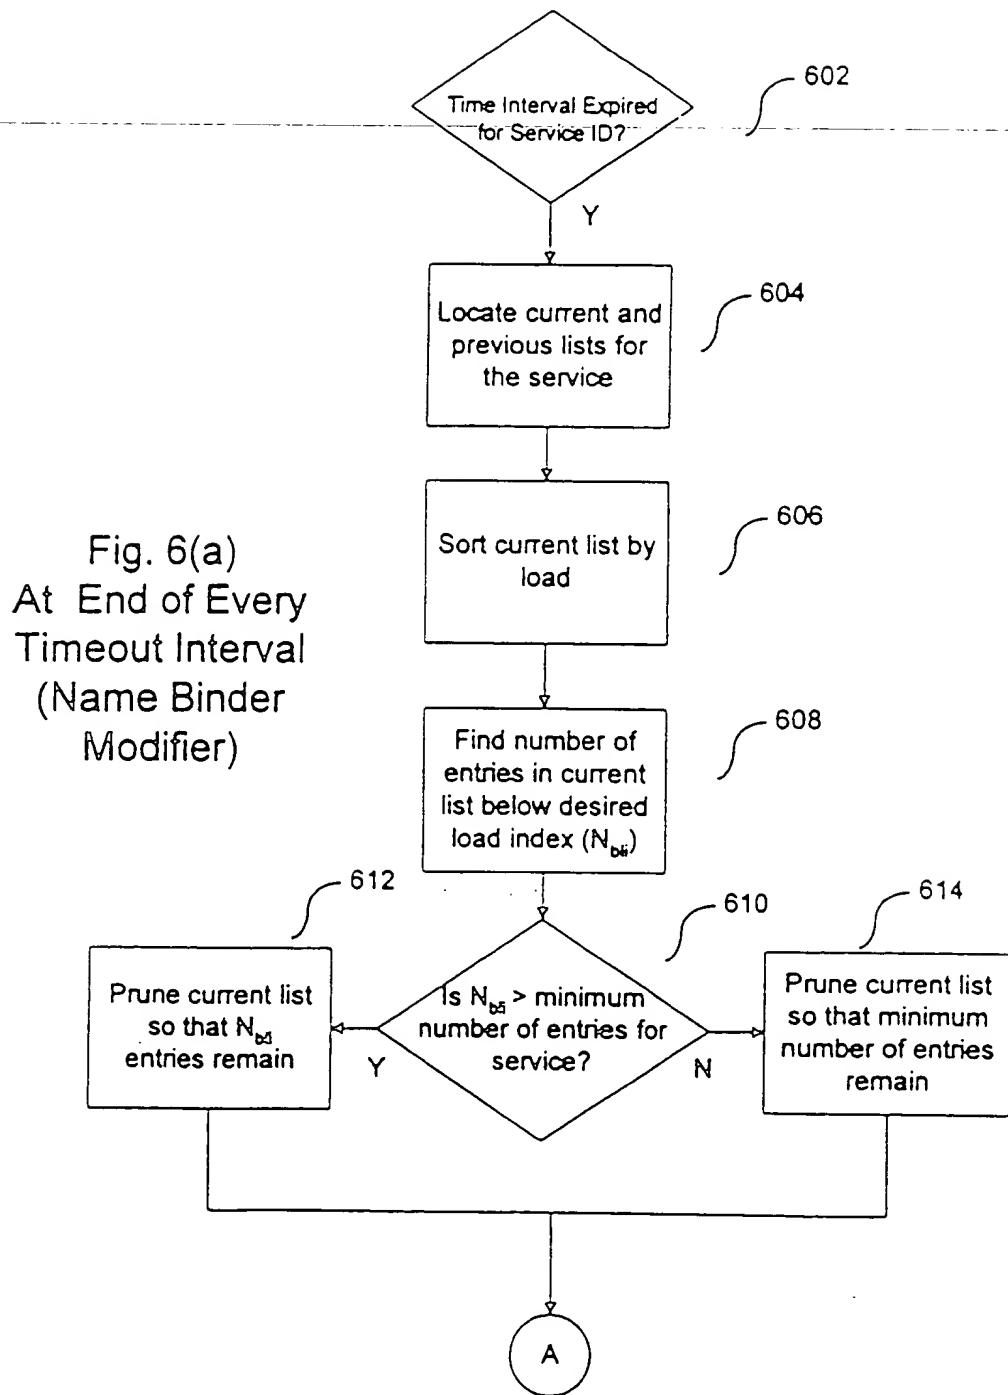 602
Time Interval Expired
for Service ID?
Y
604
Locate current and
previous lists for
the service
606
Sort current list by
load
Fig. 6(a)
At End of Every
Timeout Interval
(Name Binder
Modifier)
608
Find number of
entries in current
list below desired
load index (N
612
610
614
Prune current list
so that N
entries remain
Is N > minimum
number of entries for
service?
Y
N
Prune current list
so that minimum
number of entries
remain
A